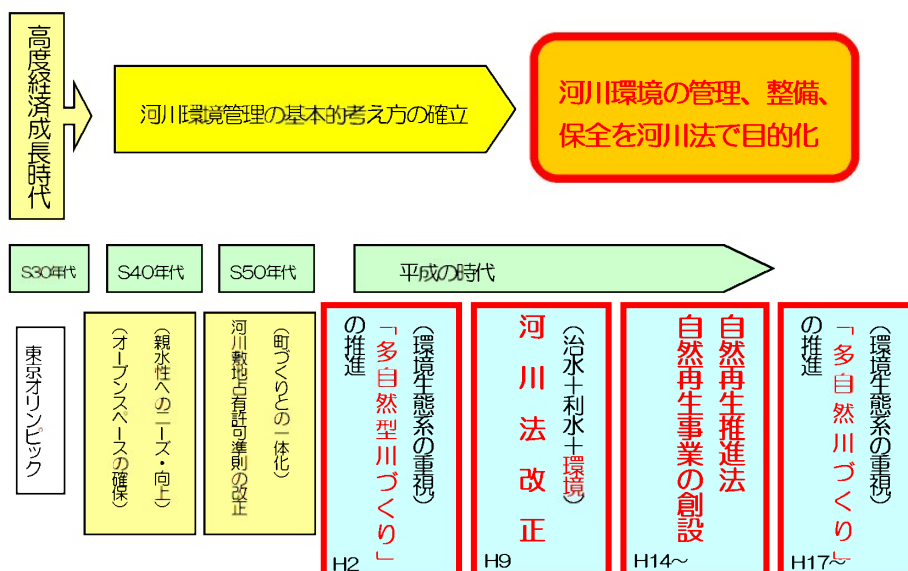 高度経済成長時代
河川環境管理の基本的考え方の確立
河川環境の管理、整備、
保全を河川法で目的化
S30年代
S40年代
S50年代
平成の時代
東京オリンピック
（親水性へのニーズ・向上）
（オープンスペースの確保）
（町づくりとの一体化）
河川敷地占有許可準則の改正
（環境生態系の重視）
「多自然型川づくり」
の推進
H2
（治水＋利水＋環境）
河川法改正
H9
自然再生推進法
自然再生事業の創設
H14～
（環境生態系の重視）
「多自然川づくり」
の推進
H17～